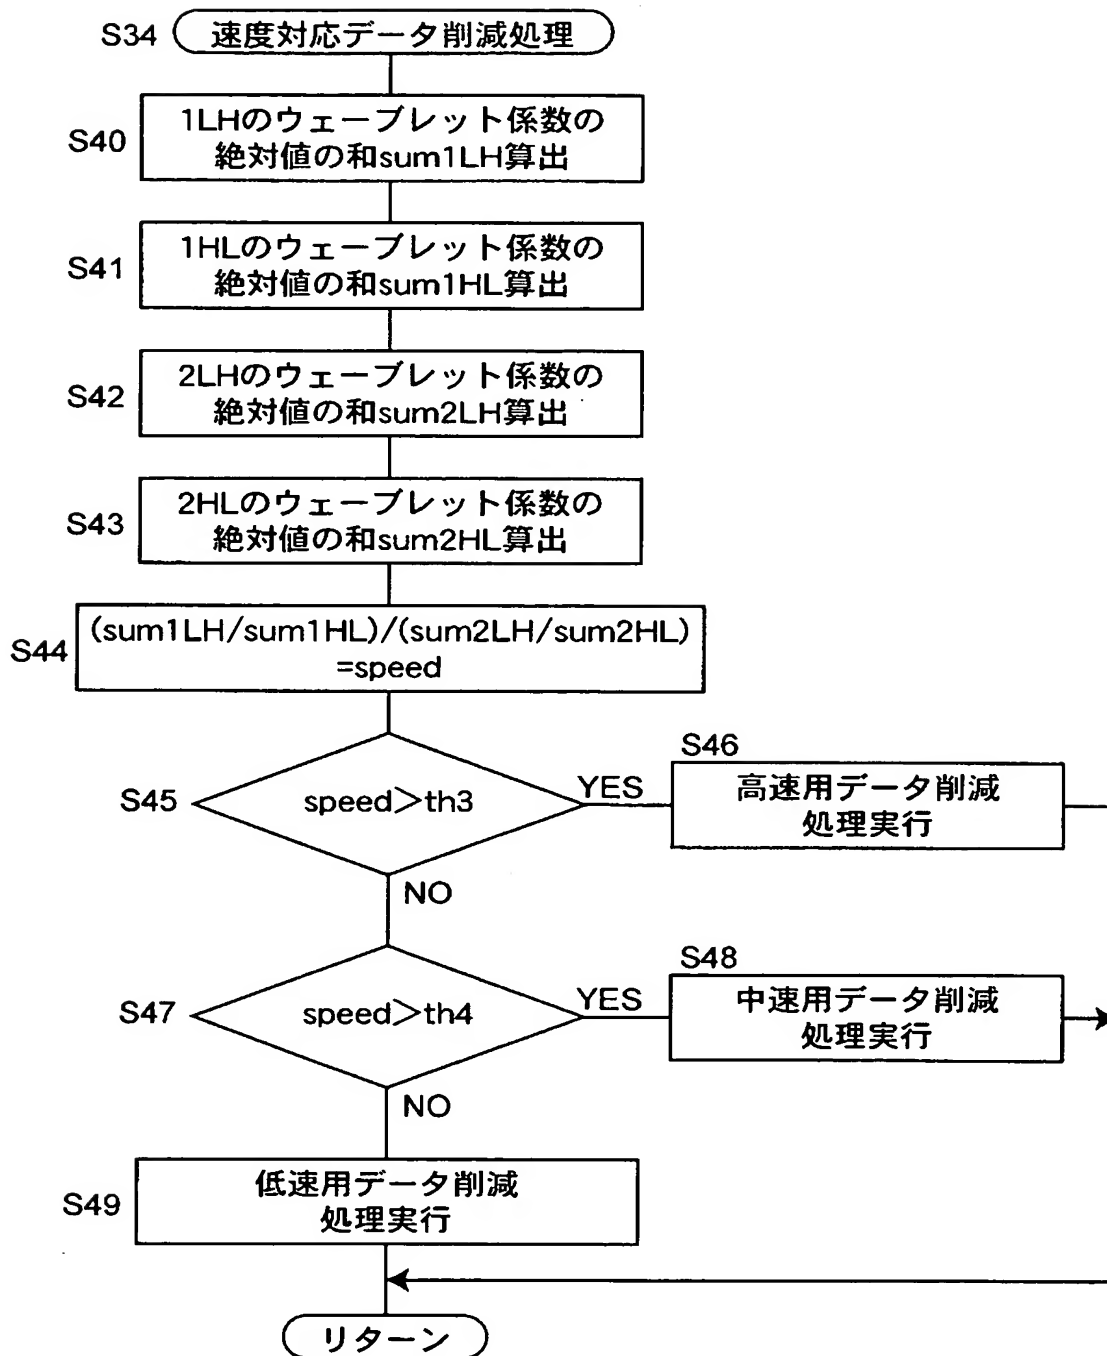 S34
速度対応データ削減処理
S40
1LHのウェーブレット係数の
絶対値の和sum1LH算出
S41
1HLのウェーブレット係数の
絶対値の和sum1HL算出
S42
2LHのウェーブレット係数の
絶対値の和sum2LH算出
S43
2HLのウェーブレット係数の
絶対値の和sum2HL算出
S44
(sum1LH/sum1HL)/(sum2LH/sum2HL)
=speed
S45
speed>th3
YES
S46
高速用データ削減
処理実行
NO
S47
speed>th4
YES
S48
中速用データ削減
処理実行
NO
S49
低速用データ削減
処理実行
リターン